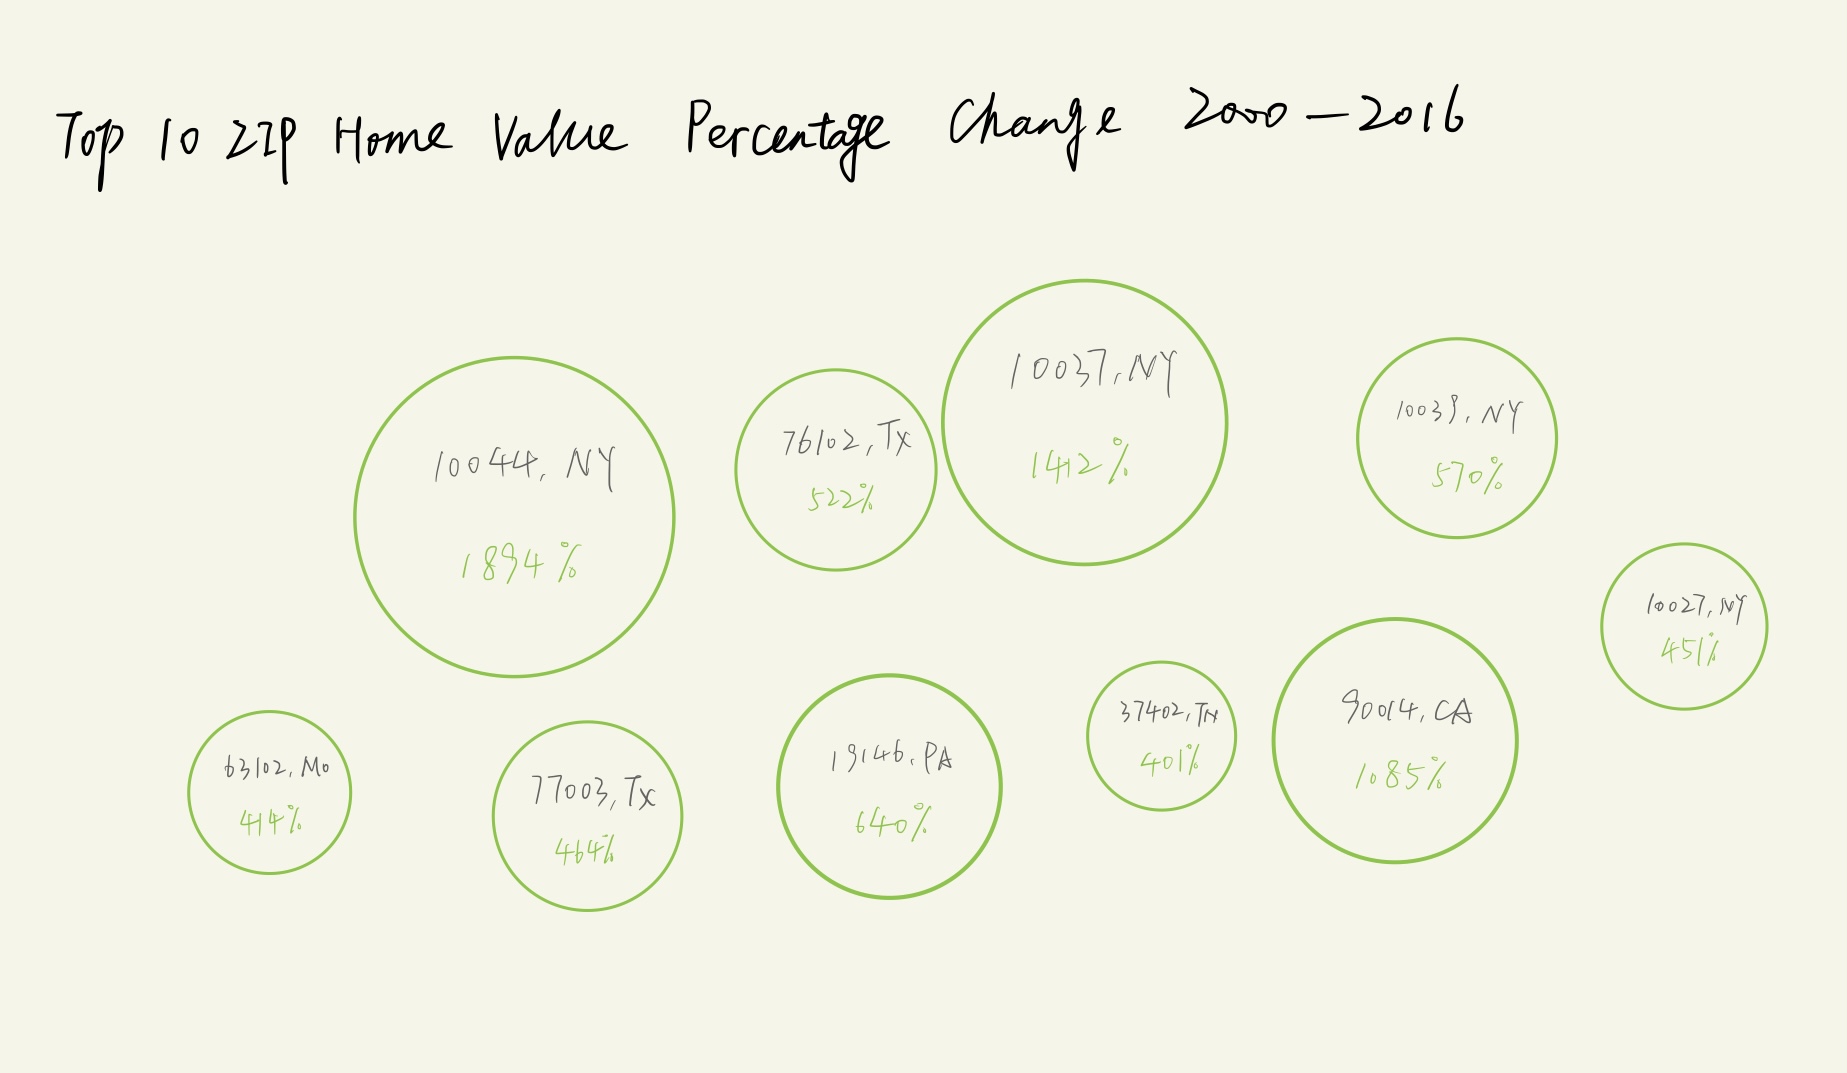 Top 10 ZIP Home Value Percentage Change 2000-2016
10044, NY
1894%
76102, TX
522%
10037, NY
1412%
10039, NY
570%
10027, NY
451%
63102, MO
414%
77003, TX
464%
19146, PA
640%
37402, TN
401%
90014, CA
1085%